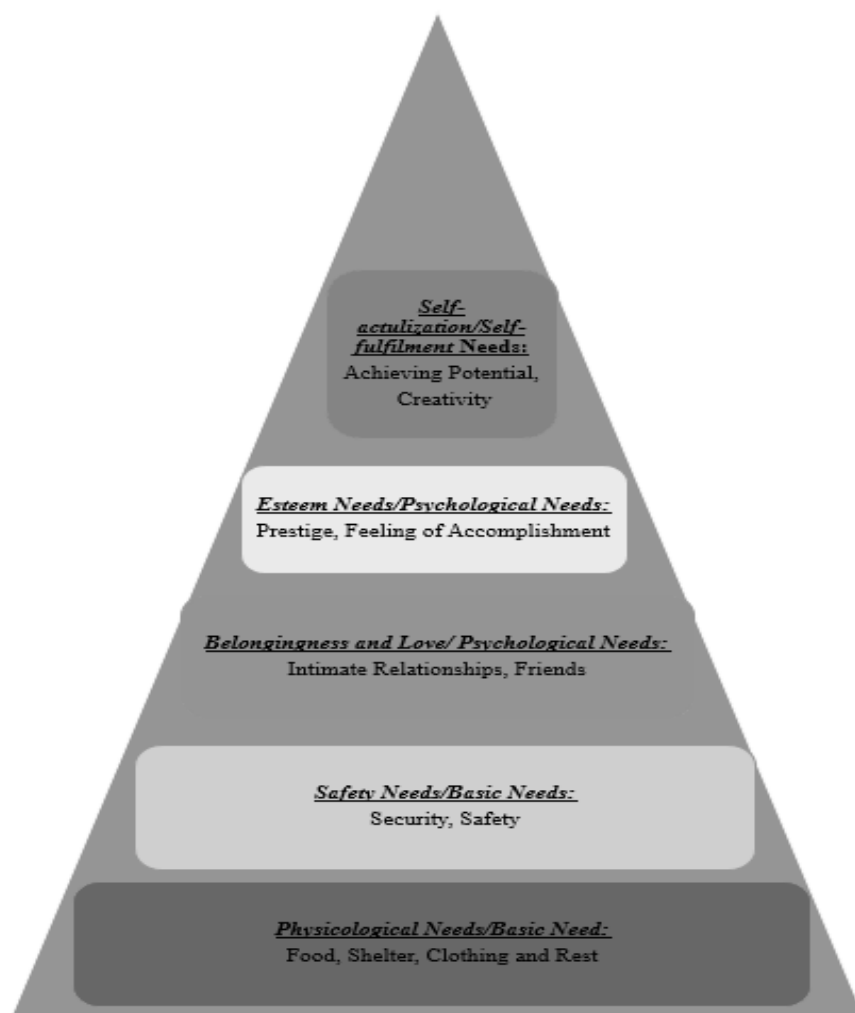 Self-
actulization/Self-
fulfilment Needs:
Achieving Potential,
Creativity
Esteem Needs/Psychological Needs:
Prestige, Feeling of Accomplishment
Belongingness and Love/ Psychological Needs:
Intimate Relationships, Friends
Safety Needs/Basic Needs:
Security, Safety
Physicological Needs/Basic Need:
Food, Shelter, Clothing and Rest